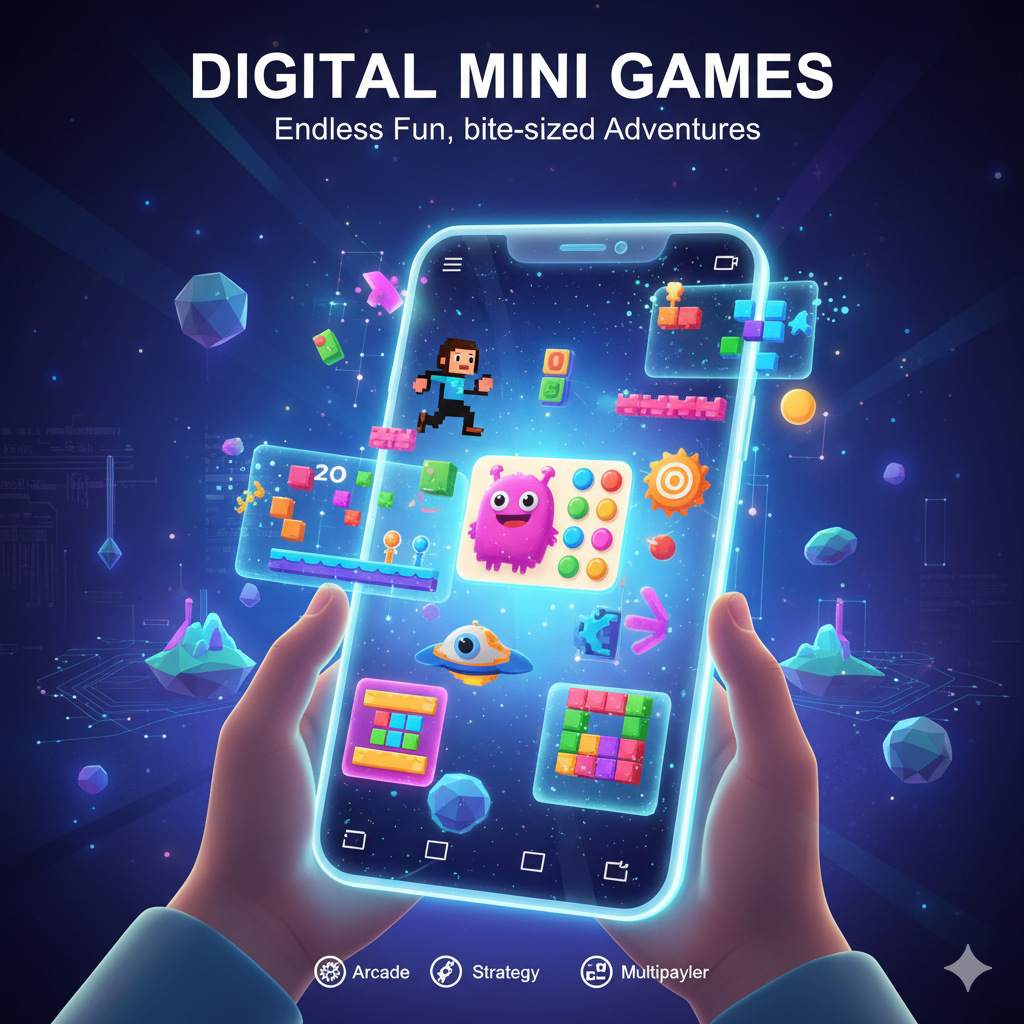 DIGITAL MINI GAMES
Endless Fun, bite-sized Adventures
O
S
20
Arcade Strategy Multipayler